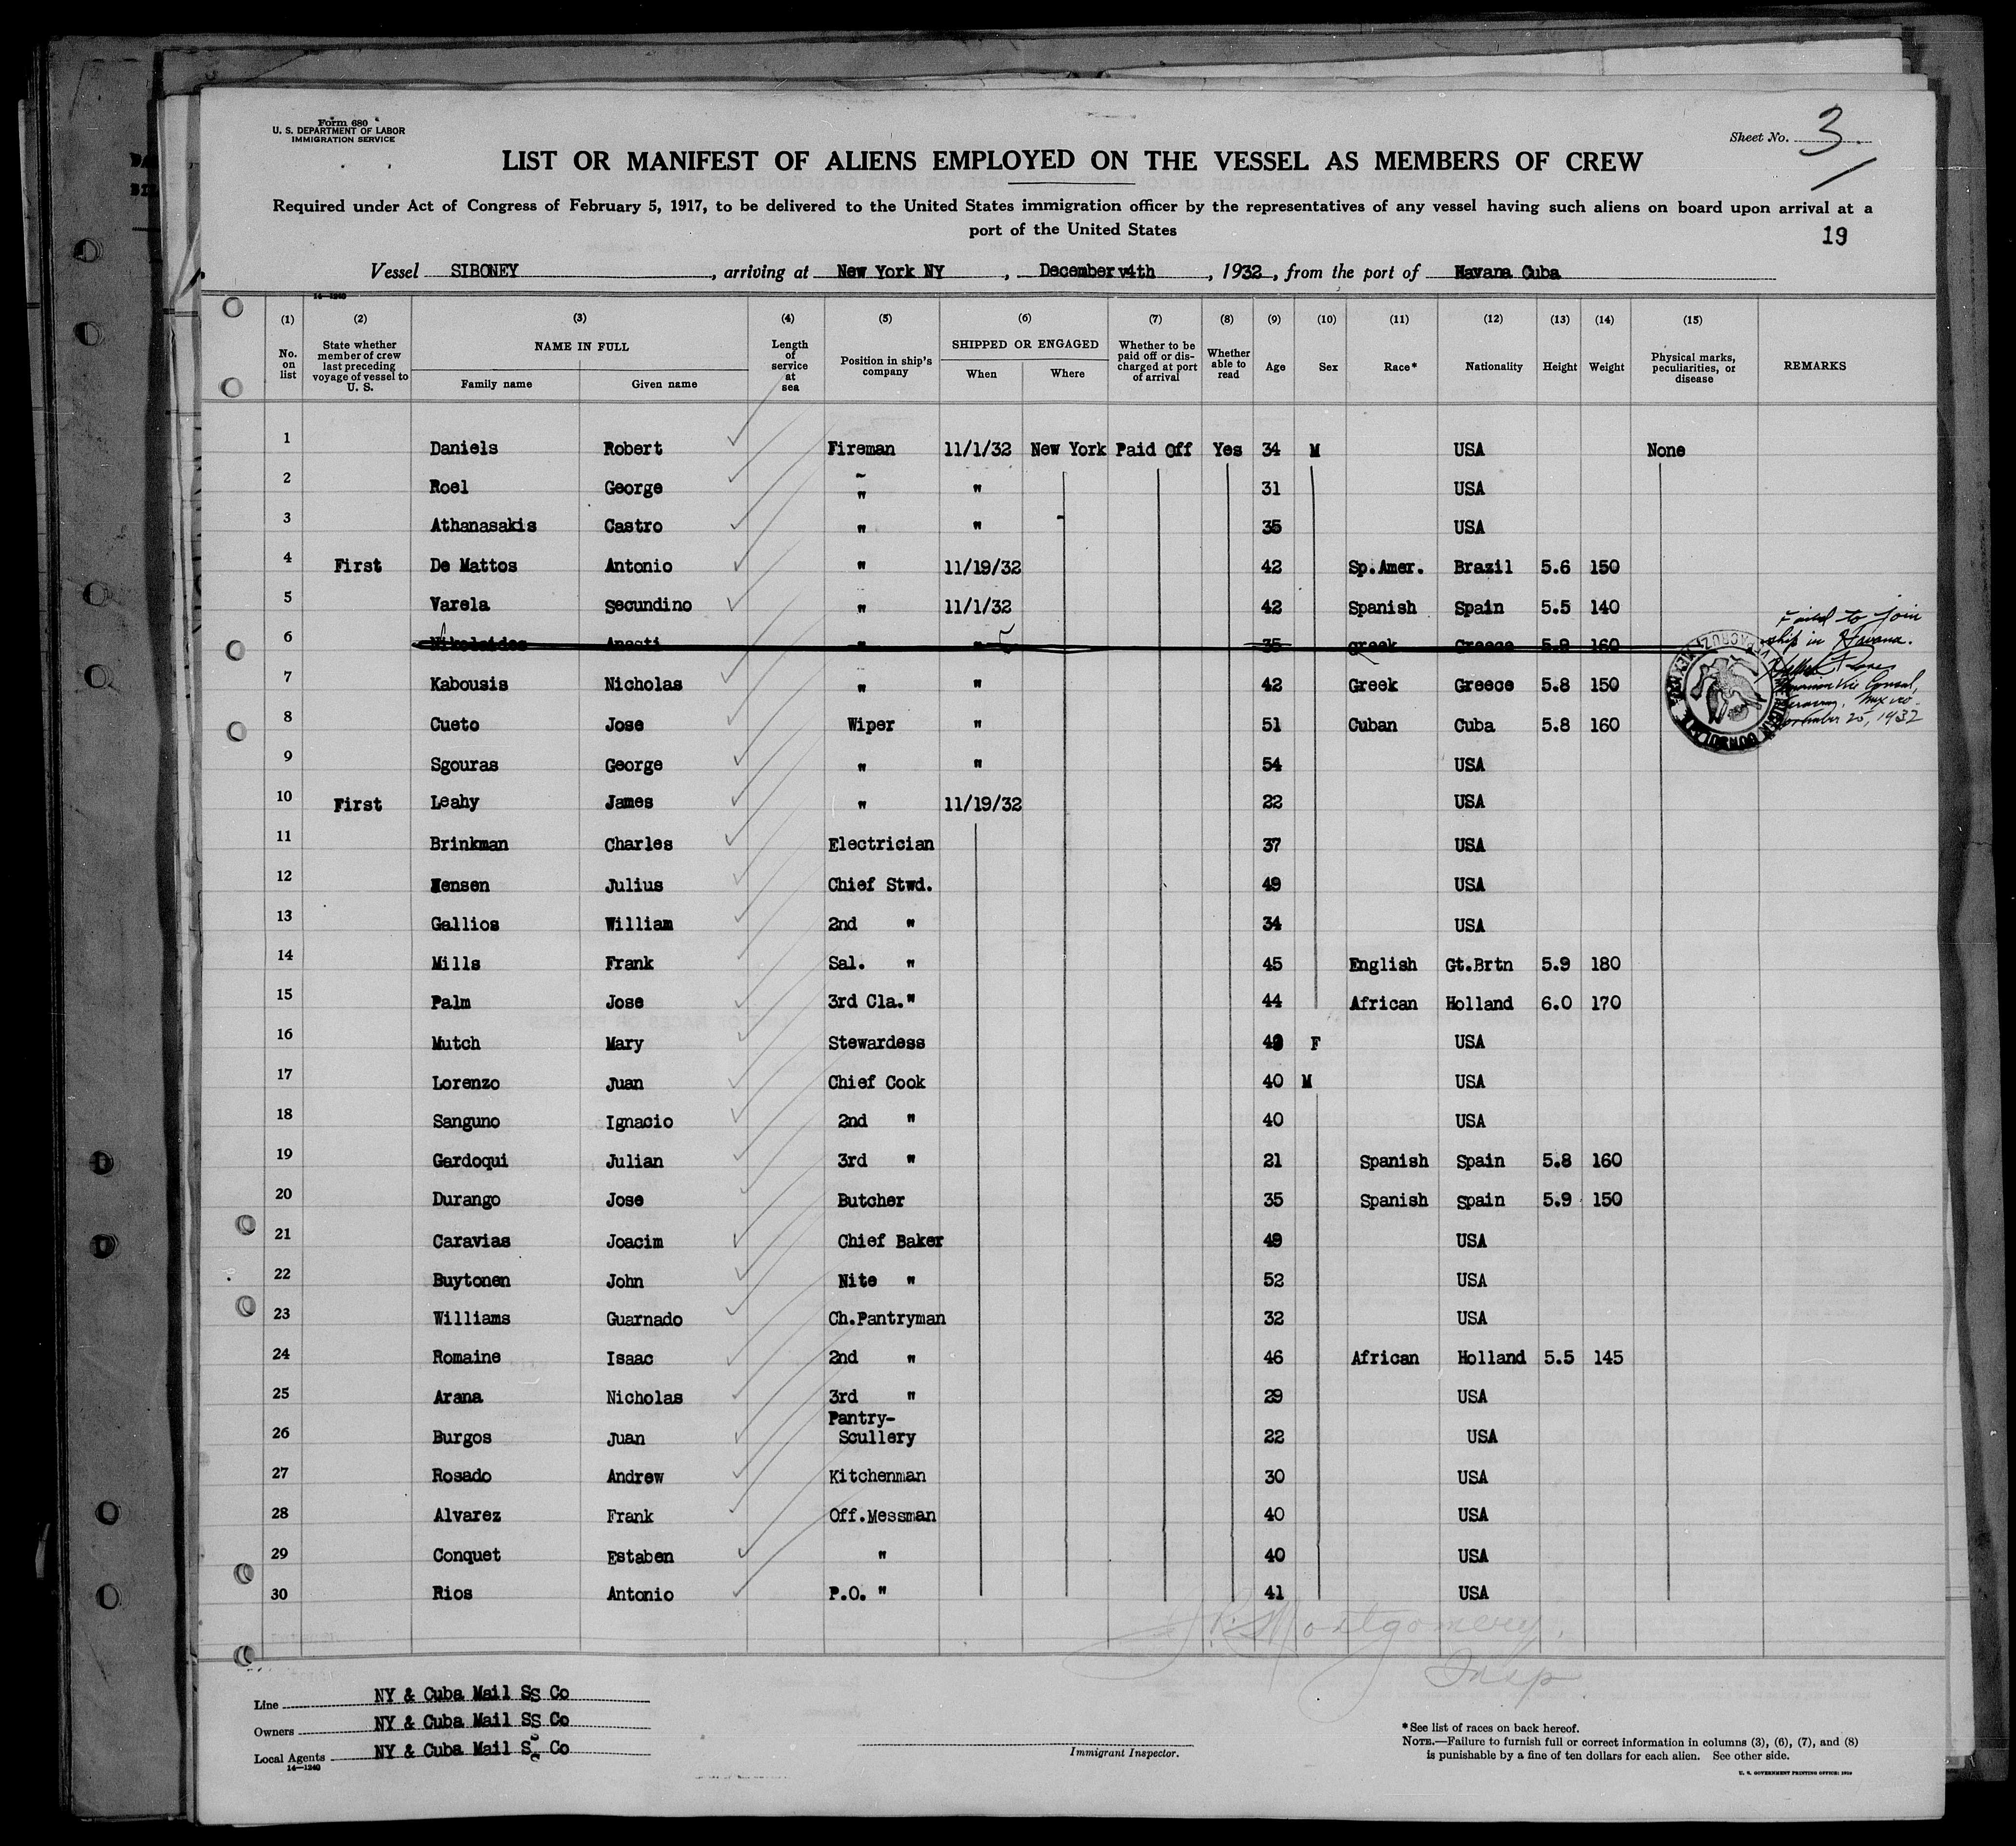 Form 680
U. S. DEPARTMENT OF LABOR
IMMIGRATION SERVICE
Sheet No. 3
LIST OR MANIFEST OF ALIENS EMPLOYED ON THE VESSEL AS MEMBERS OF CREW
Required under Act of Congress of February 5, 1917, to be delivered to the United States immigration officer by the representatives of any vessel having such aliens on board upon arrival at a
port of the United States
19
Vessel SIBONEY, arriving at New York NY, December 4th, 1932, from the port of Havana Cuba
14—1240
(1) (2) (3) (4) (5) (6) (7) (8) (9) (10) (11) (12) (13) (14) (15)
No. on list State whether member of crew last preceding voyage of vessel to U. S. NAME IN FULL Family name Given name Length of service at sea Position in ship's company SHIPPED OR ENGAGED When Where Whether to be paid off or discharged at port of arrival Whether able to read Age Sex Race* Nationality Height Weight Physical marks, peculiarities, or disease REMARKS
1 Daniels Robert Fireman 11/1/32 New York Paid Off Yes 34 M USA None
2 Roel George " " 31 USA
3 Athanasakis Castro " " 35 USA
4 First De Mattos Antonio " 11/19/32 42 Sp.Amer. Brazil 5.6 150
5 Varela Secundino " 11/1/32 42 Spanish Spain 5.5 140
6 Nikolaides Anasti " " 35 Greek Greece 5.8 160
Failed to join
ship in Havana.
Vice Consul,
Mexico.
1932
7 Kabousis Nicholas " " 42 Greek Greece 5.8 150
8 Cueto Jose Wiper " 51 Cuban Cuba 5.8 160
9 Sgouras George " " 54 USA
10 First Leahy James " 11/19/32 22 USA
11 Brinkman Charles Electrician 37 USA
12 Hensen Julius Chief Stwd. 49 USA
13 Gallios William 2nd " 34 USA
14 Mills Frank Sal. " 45 English Gt.Brtn 5.9 180
15 Palm Jose 3rd Cla." 44 African Holland 6.0 170
16 Mutch Mary Stewardess F USA
17 Lorenzo Juan Chief Cook 40 M USA
18 Sanguno Ignacio 2nd " 40 USA
19 Gardoqui Julian 3rd " 21 Spanish Spain 5.8 160
20 Durango Jose Butcher 35 Spanish Spain 5.9 150
21 Caravias Joacim Chief Baker 49 USA
22 Buytonen John Nite " 52 USA
23 Williams Guarnado Ch.Pantryman 32 USA
24 Romaine Isaac 2nd " 46 African Holland 5.5 145
25 Arana Nicholas 3rd " 29 USA
26 Burgos Juan Pantry-Scullery 22 USA
27 Rosado Andrew Kitchenman 30 USA
28 Alvarez Frank Off.Messman 40 USA
29 Conquet Estaben " 40 USA
30 Rios Antonio P.O. " 41 USA
J. R. Montgomery.
Insp
Line NY & Cuba Mail SS Co
Owners NY & Cuba Mail SS Co
Local Agents NY & Cuba Mail SS Co
14—1240
Immigrant Inspector.
*See list of races on back hereof.
NOTE.—Failure to furnish full or correct information in columns (3), (6), (7), and (8)
is punishable by a fine of ten dollars for each alien. See other side.